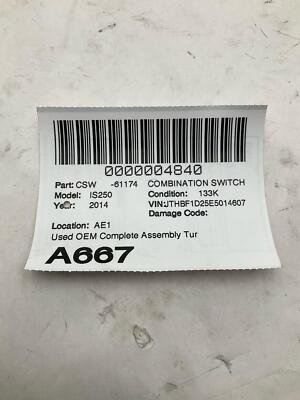 0000004840
Part: CSW -61174 COMBINATION SWITCH
Model: IS250 Condition: 133K
Year: 2014 VIN:JTHBF1D25E5014607
Damage Code:
Location: AE1
Used OEM Complete Assembly Tur
A667